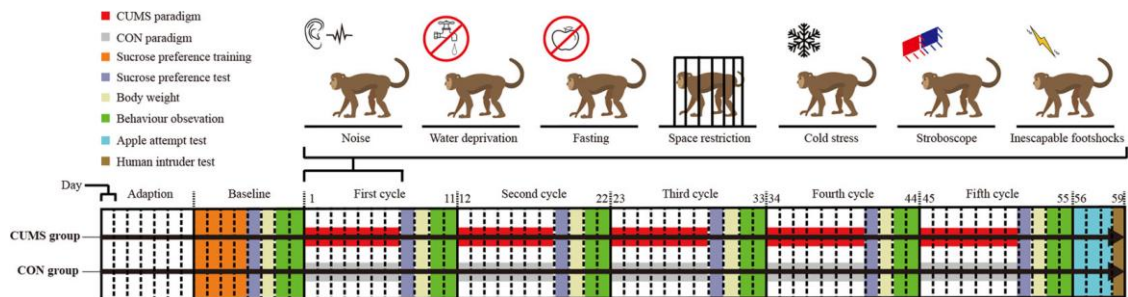 CUMS paradigm
CON paradigm
Sucrose preference training
Sucrose preference test
Body weight
Behaviour obsevation
Apple attempt test
Human intruder test
Noise
Water deprivation
Fasting
Space restriction
Cold stress
Stroboscope
Inescapable footshocks
Day
Adaption
Baseline
1
First cycle
11
12
Second cycle
22
23
Third cycle
33
34
Fourth cycle
44
45
Fifth cycle
55
56
59
CUMS group
CON group